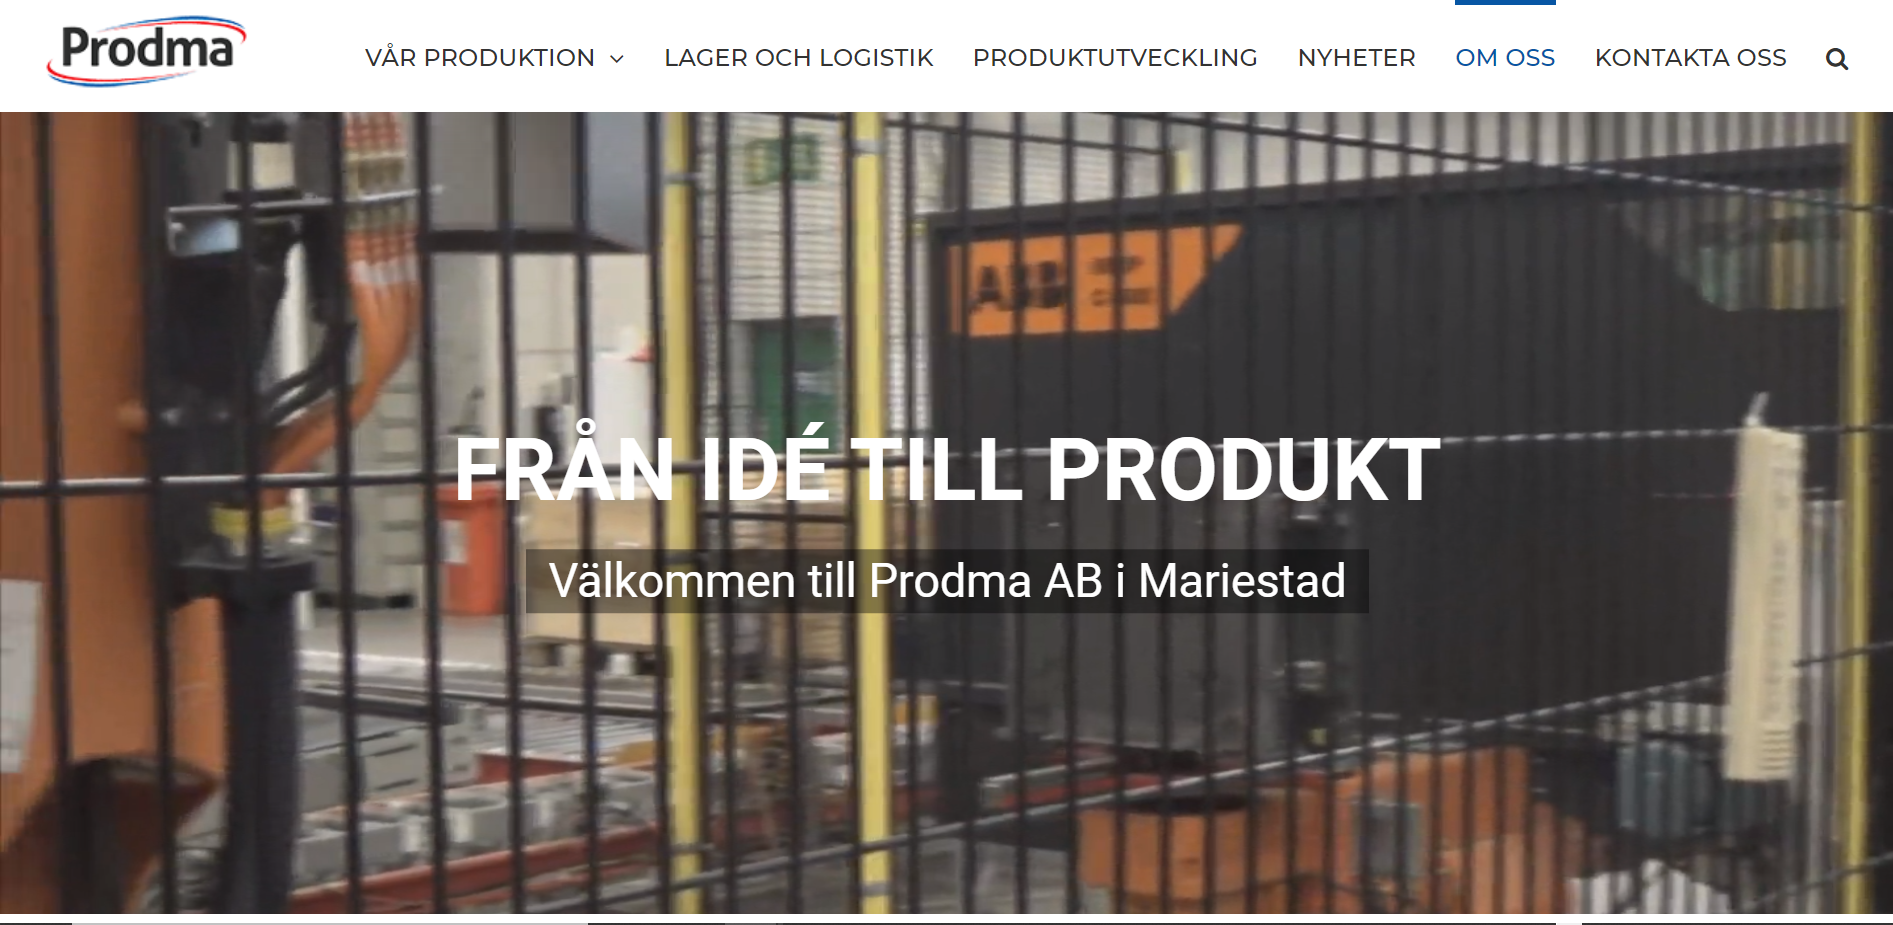 Prodma
VÅR PRODUKTION
LAGER OCH LOGISTIK
PRODUKTUTVECKLING
NYHETER
OM OSS
KONTAKTA OSS
ABB
FRÅN IDÉ TILL PRODUKT
Välkommen till Prodma AB i Mariestad